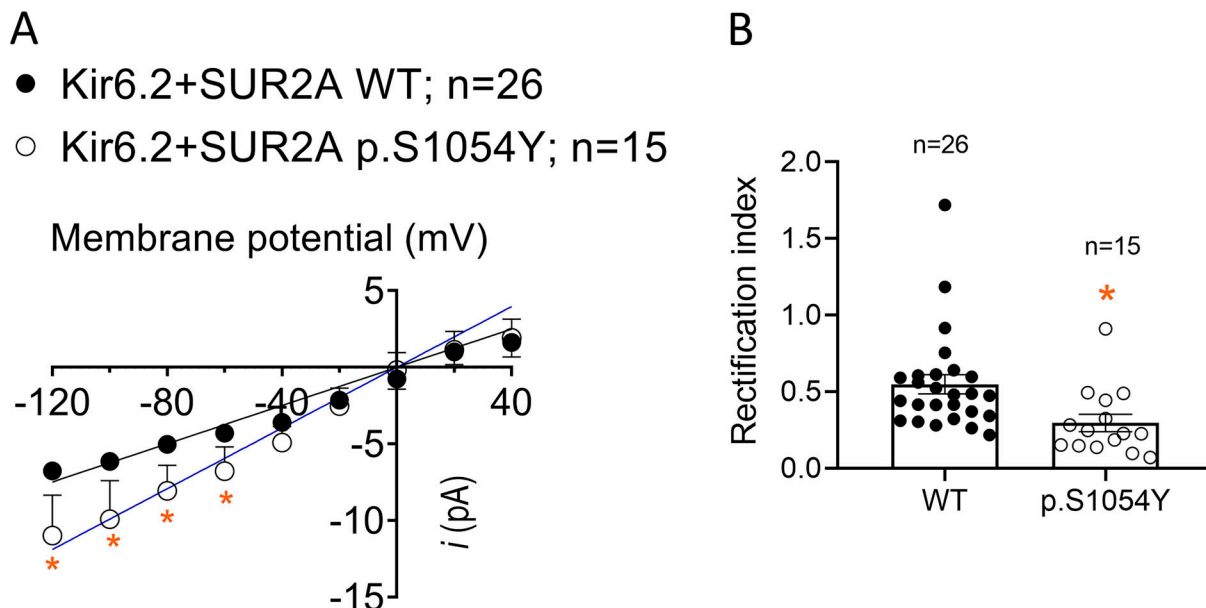 A
Kir6.2+SUR2A WT; n=26
Kir6.2+SUR2A p.S1054Y; n=15
Membrane potential (mV)
5
-120 -80 -40 40
-5
-10
-15
i (pA)
* * * *
B
n=26
n=15
*
Rectification index
2.0
1.5
1.0
0.5
0.0
WT p.S1054Y